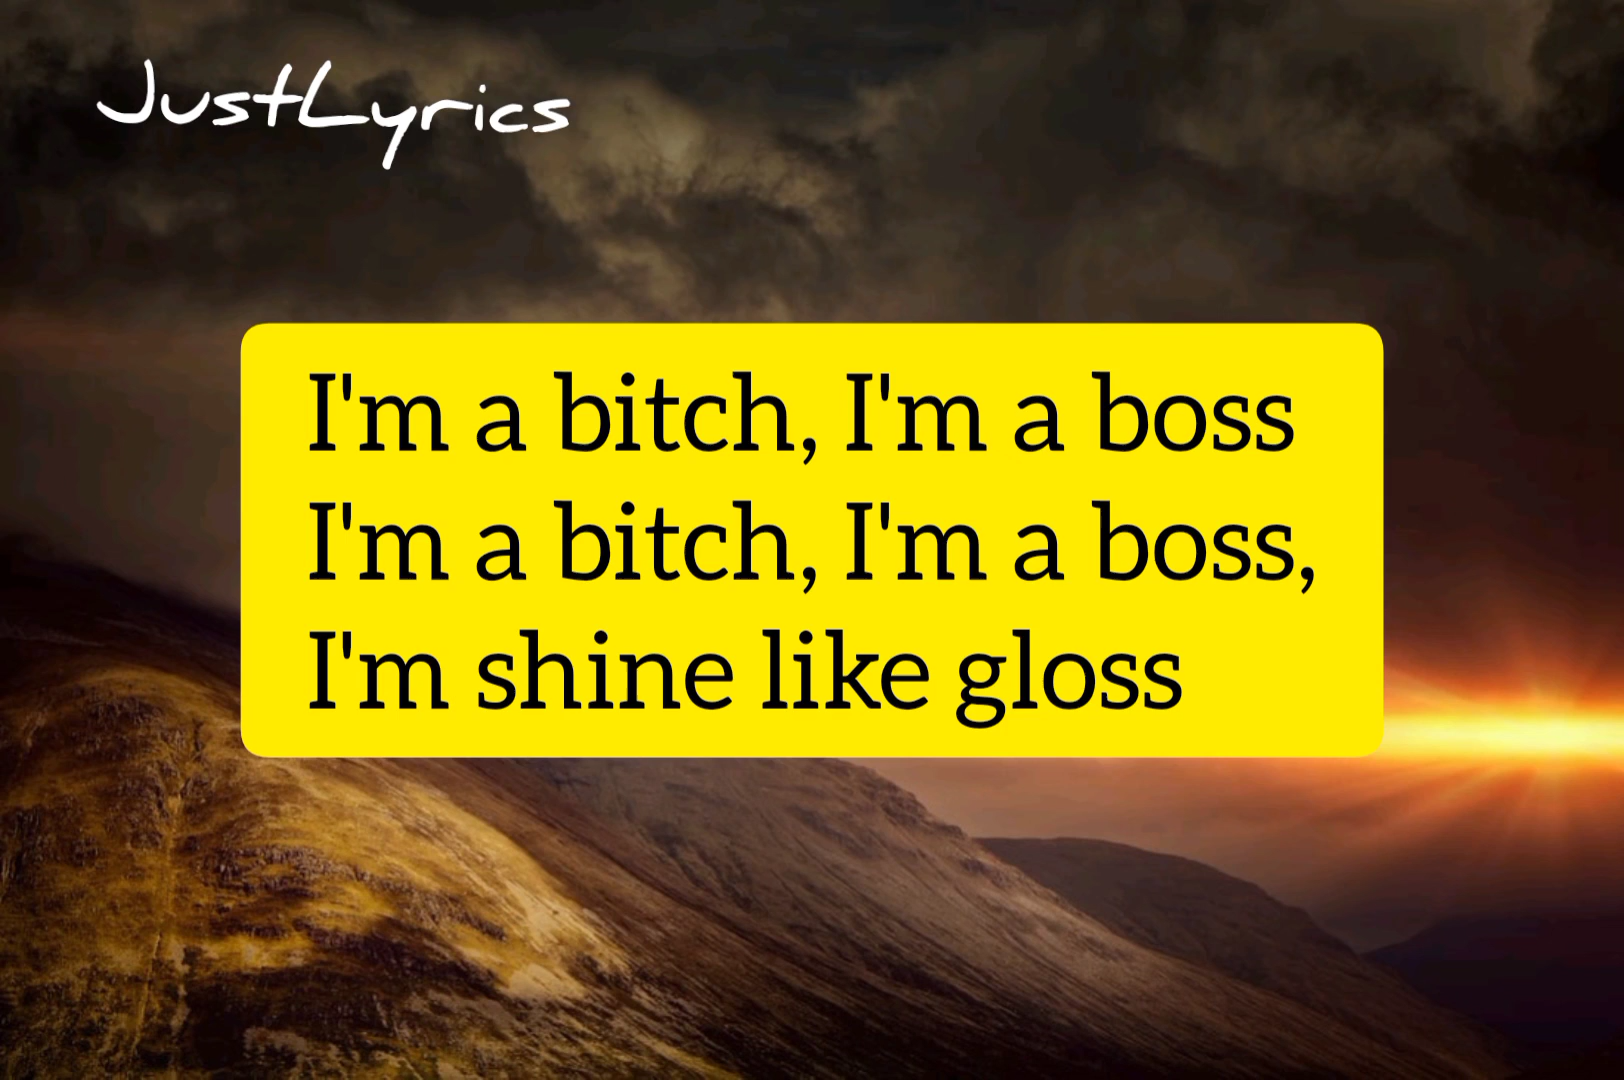 JustLyrics
I'm a bitch, I'm a boss
I'm a bitch, I'm a boss,
I'm shine like gloss